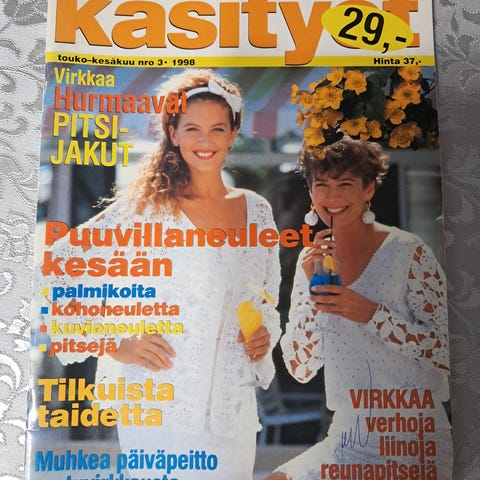 käsityöt
29,-
touko-kesäkuu nro 3 • 1998
Hinta 37,-
Virkkaa
Hurmaavat
PITSI-
JAKUT
Puuvillaneuleet
kesään
palmikoita
kohoneuletta
kuvioneuletta
pitsejä
Tilkuista
taidetta
Muhkea päiväpeitto
VIRKKAA
verhoja
liinoja
reunapitsejä